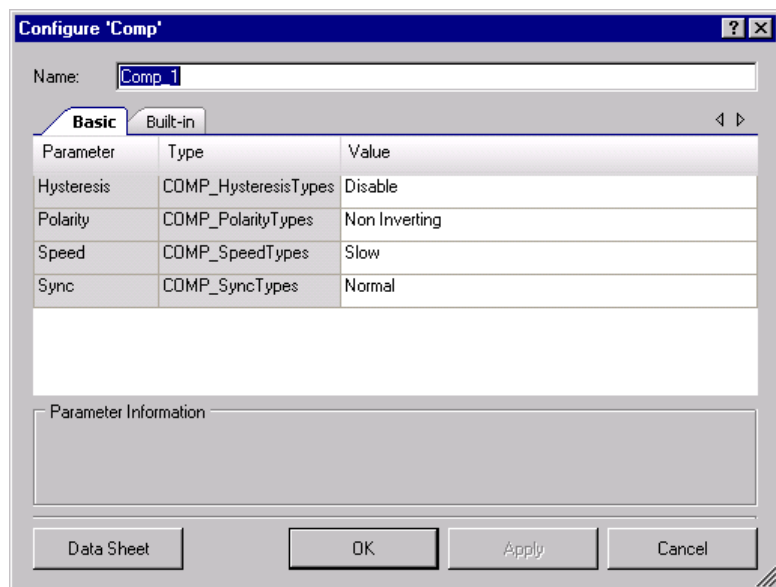 Configure 'Comp'
Name: Comp_1
Basic Built-in
Parameter Type Value
Hysteresis COMP_HysteresisTypes Disable
Polarity COMP_PolarityTypes Non Inverting
Speed COMP_SpeedTypes Slow
Sync COMP_SyncTypes Normal
Parameter Information
Data Sheet OK Apply Cancel